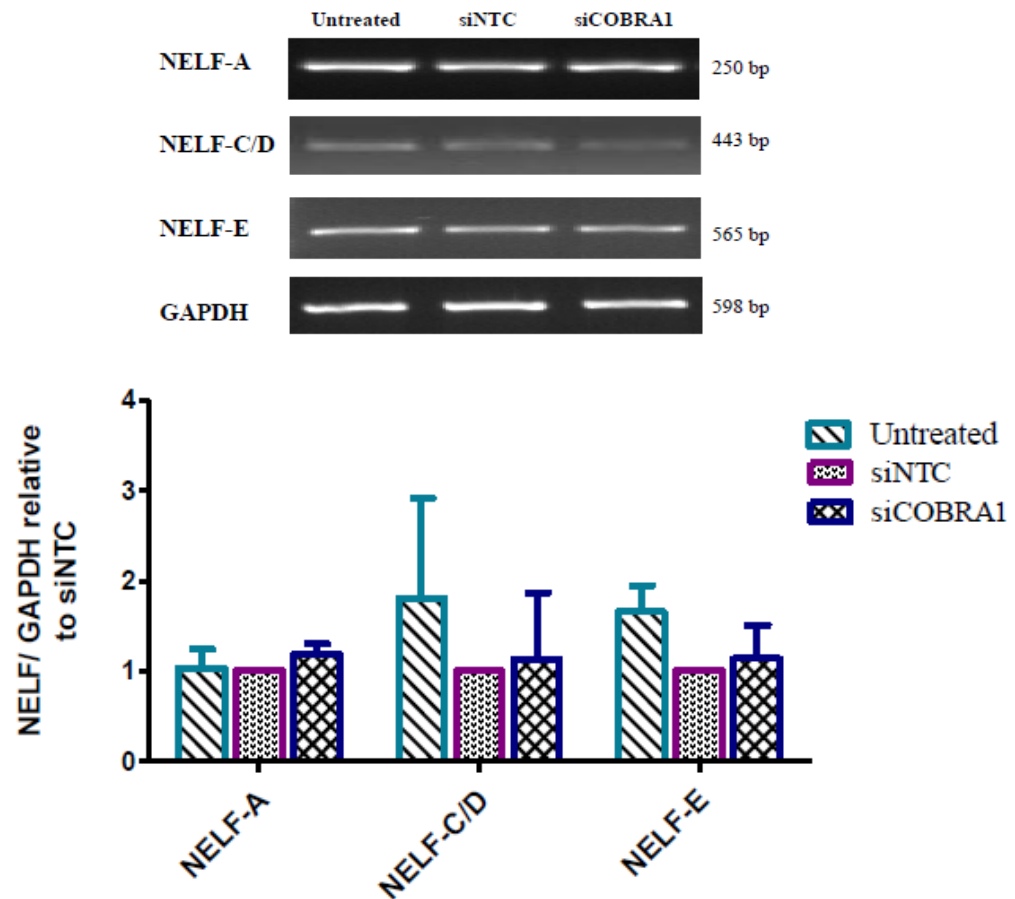 Untreated siNTC siCOBRA1
NELF-A 250 bp
NELF-C/D 443 bp
NELF-E 565 bp
GAPDH 598 bp
NELF/ GAPDH relative
to siNTC
4
3
2
1
0
Untreated
siNTC
siCOBRA1
NELF-A NELF-C/D NELF-E